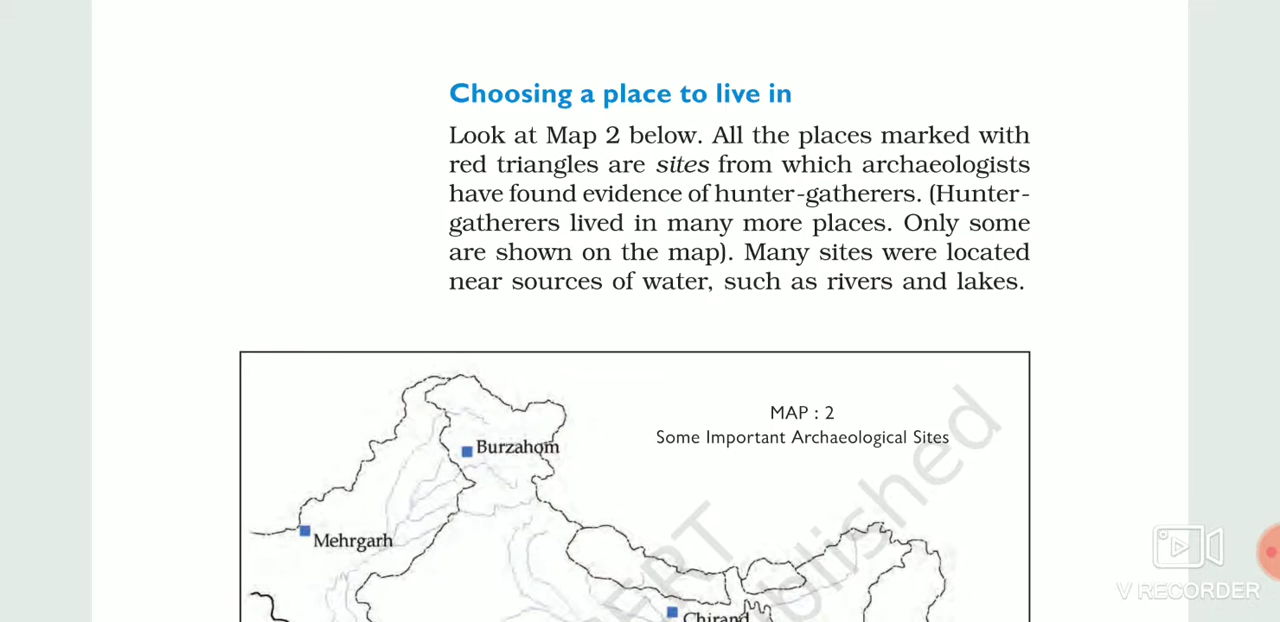 Choosing a place to live in
Look at Map 2 below. All the places marked with
red triangles are sites from which archaeologists
have found evidence of hunter-gatherers. (Hunter-
gatherers lived in many more places. Only some
are shown on the map). Many sites were located
near sources of water, such as rivers and lakes.
MAP : 2
Some Important Archaeological Sites
Burzahom
Mehrgarh
Chirand
ERT
blished
V RECORDER